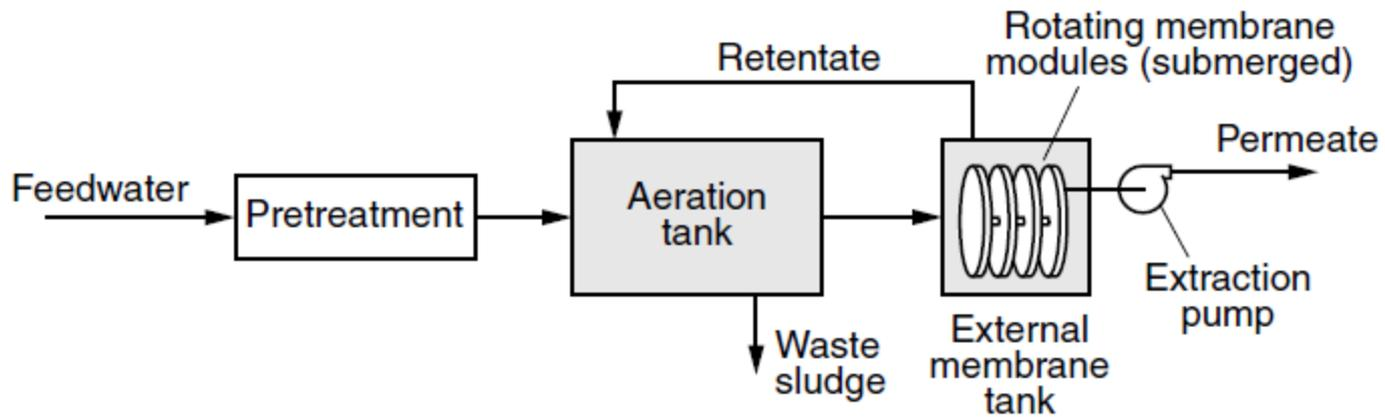 Rotating membrane
modules (submerged)
Retentate
Permeate
Feedwater
Pretreatment
Aeration
tank
Extraction
pump
External
membrane
tank
Waste
sludge